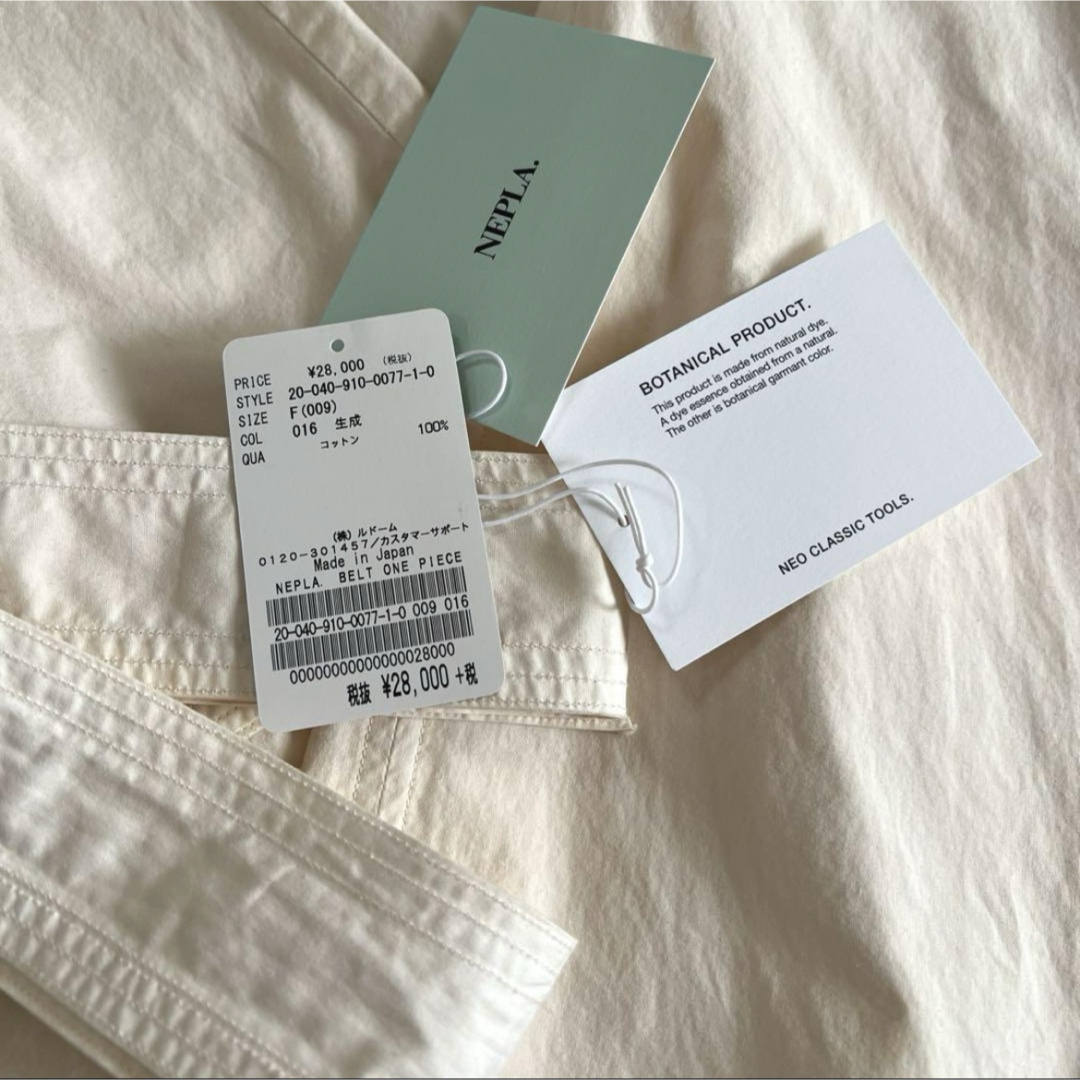 NEPLA.
BOTANICAL PRODUCT.
This product is made from natural dye.
A dye essence obtained from a natural.
The other is botanical garmant color.
NEO CLASSIC TOOLS.
PRICE ¥28,000 (税抜)
STYLE 20-040-910-0077-1-0
SIZE F(009)
COL 016 生成
QUA コットン 100%
(株)ルドーム
0120-301457/カスタマーサポート
Made in Japan
NEPLA. BELT ONE PIECE
20-040-910-0077-1-0 009 016
00000000000000028000
税抜 ¥28,000 +税